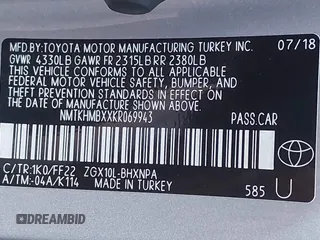 MFD. BY:TOYOTA MOTOR MANUFACTURING TURKEY INC. 07/18
GVWR 4330LB GAWR FR 2315LB RR 2380LB
THIS VEHICLE CONFORMS TO ALL APPLICABLE
FEDERAL MOTOR VEHICLE SAFETY, BUMPER, AND
THEFT PREVENTION STANDARDS IN EFFECT ON THE DATE OF
MANUFACTURE SHOWN ABOVE.
NMTKHMBXXKR069943 PASS.CAR
C/TR:1K0/FF22 ZGX10L-BHXNPA
A/TM:-04A/K114 MADE IN TURKEY
585 U
DREAMBID